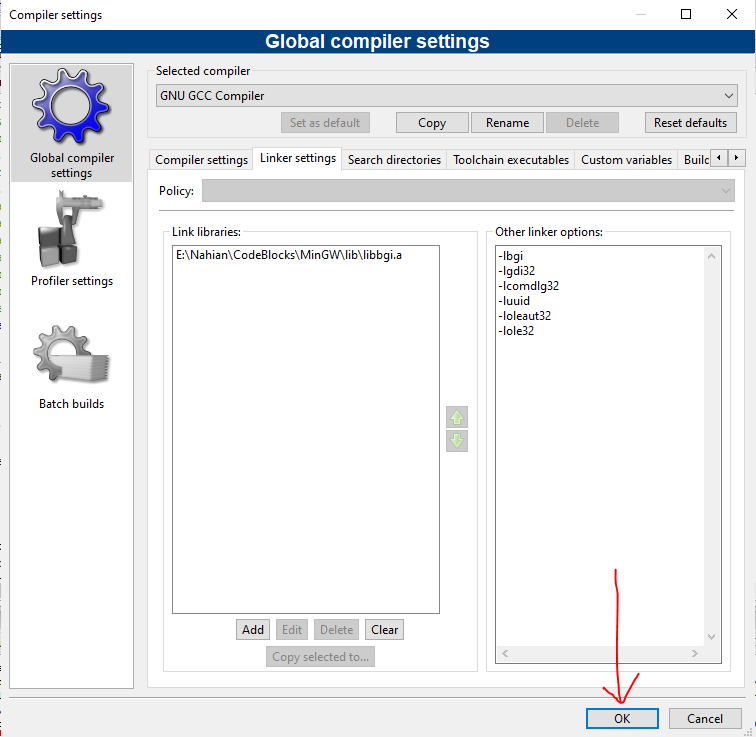 Compiler settings
Global compiler settings
Global compiler
settings
Profiler settings
Batch builds
Selected compiler
GNU GCC Compiler
Set as default
Copy
Rename
Delete
Reset defaults
Compiler settings
Linker settings
Search directories
Toolchain executables
Custom variables
Build
Policy:
Link libraries:
E:\Nahian\CodeBlocks\MinGW\lib\libbgi.a
Add
Edit
Delete
Clear
Copy selected to...
Other linker options:
-lbgi
-lgdi32
-lcomdlg32
-luuid
-loleaut32
-lole32
OK
Cancel